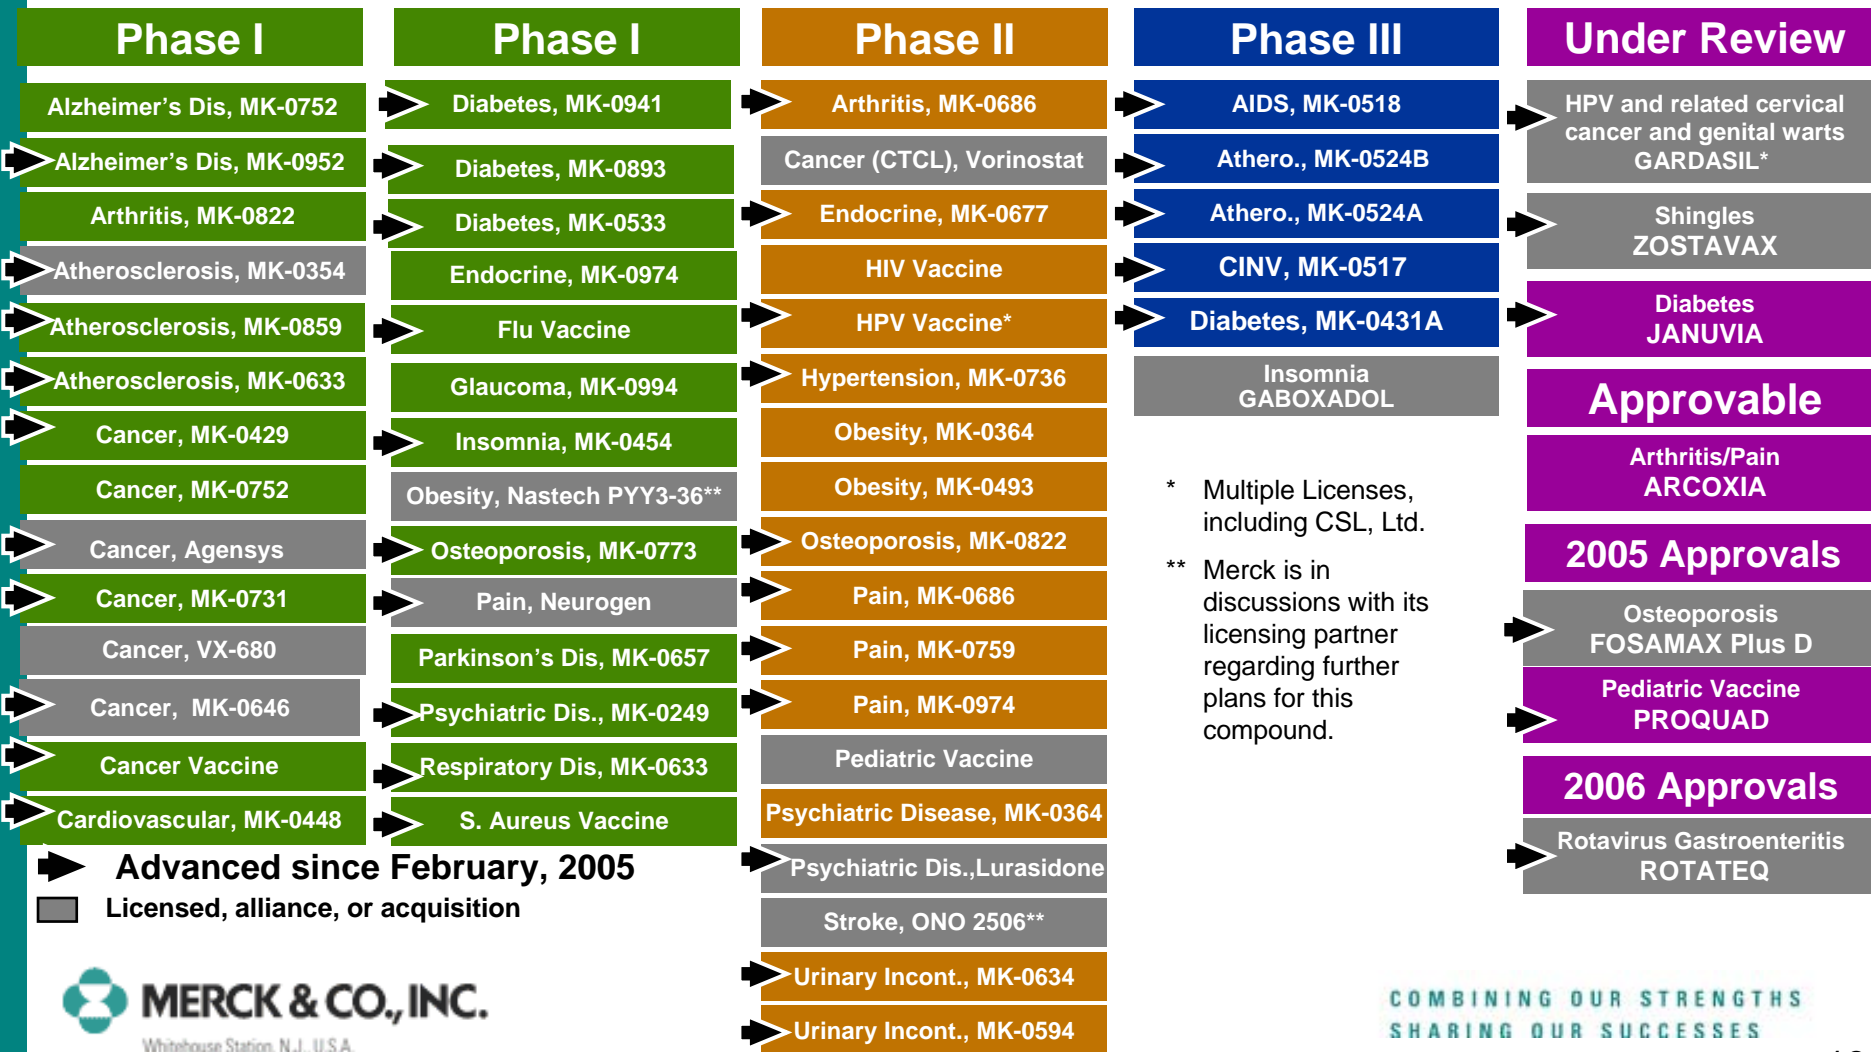 Phase I
Alzheimer's Dis, MK-0752
Alzheimer's Dis, MK-0952
Arthritis, MK-0822
Atherosclerosis, MK-0354
Atherosclerosis, MK-0859
Atherosclerosis, MK-0633
Cancer, MK-0429
Cancer, MK-0752
Cancer, Agensys
Cancer, MK-0731
Cancer, VX-680
Cancer, MK-0646
Cancer Vaccine
Cardiovascular, MK-0448
Phase I
Diabetes, MK-0941
Diabetes, MK-0893
Diabetes, MK-0533
Endocrine, MK-0974
Flu Vaccine
Glaucoma, MK-0994
Insomnia, MK-0454
Obesity, Nastech PYY3-36**
Osteoporosis, MK-0773
Pain, Neurogen
Parkinson's Dis, MK-0657
Psychiatric Dis., MK-0249
Respiratory Dis, MK-0633
S. Aureus Vaccine
Phase II
Arthritis, MK-0686
Cancer (CTCL), Vorinostat
Endocrine, MK-0677
HIV Vaccine
HPV Vaccine*
Hypertension, MK-0736
Obesity, MK-0364
Obesity, MK-0493
Osteoporosis, MK-0822
Pain, MK-0686
Pain, MK-0759
Pain, MK-0974
Pediatric Vaccine
Psychiatric Disease, MK-0364
Psychiatric Dis.,Lurasidone
Stroke, ONO 2506**
Urinary Incont., MK-0634
Urinary Incont., MK-0594
Phase III
AIDS, MK-0518
Athero., MK-0524B
Athero., MK-0524A
CINV, MK-0517
Diabetes, MK-0431A
Insomnia
GABOXADOL
* Multiple Licenses,
including CSL, Ltd.
** Merck is in
discussions with its
licensing partner
regarding further
plans for this
compound.
Under Review
HPV and related cervical
cancer and genital warts
GARDASIL*
Shingles
ZOSTAVAX
Diabetes
JANUVIA
Approvable
Arthritis/Pain
ARCOXIA
2005 Approvals
Osteoporosis
FOSAMAX Plus D
Pediatric Vaccine
PROQUAD
2006 Approvals
Rotavirus Gastroenteritis
ROTATEQ
Advanced since February, 2005
Licensed, alliance, or acquisition
MERCK & CO., INC.
Whitehouse Station, N.J., U.S.A.
COMBINING OUR STRENGTHS
SHARING OUR SUCCESSES